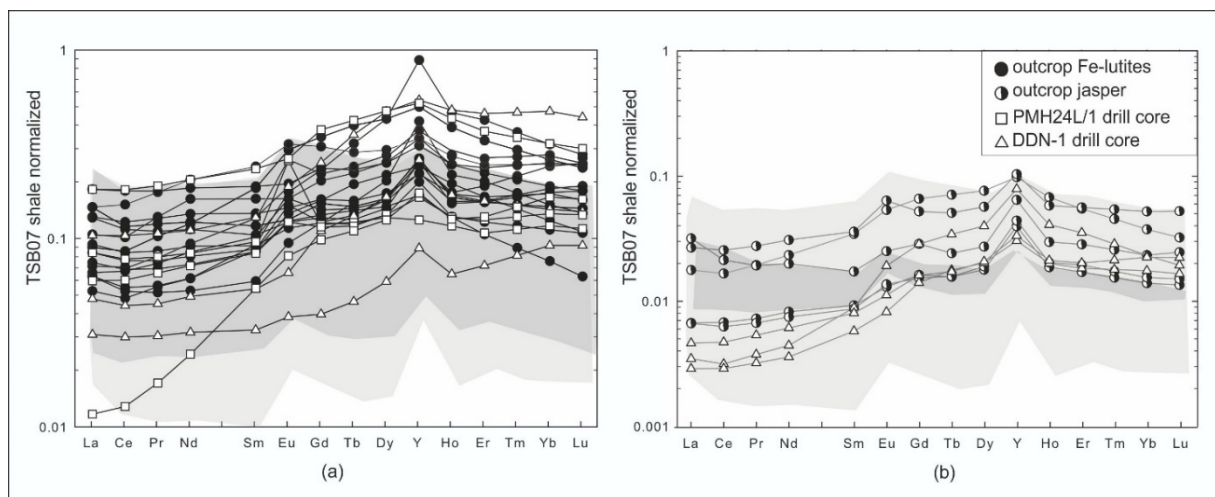 1
0.1
0.01
TSB07 shale normalized
La Ce Pr Nd Sm Eu Gd Tb Dy Y Ho Er Tm Yb Lu
(a)
1
0.1
0.01
0.001
TSB07 shale normalized
outcrop Fe-lutites
outcrop jasper
PMH24L/1 drill core
DDN-1 drill core
La Ce Pr Nd Sm Eu Gd Tb Dy Y Ho Er Tm Yb Lu
(b)